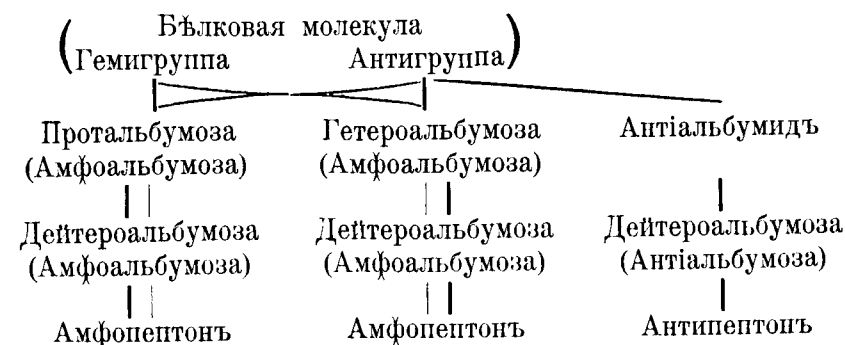 Бѣлковая молекула
(Гемигруппа Антигруппа)
Протальбумоза Гетероальбумоза Антіальбумидъ
(Амфоальбумоза) (Амфоальбумоза)
Дейтероальбумоза Дейтероальбумоза Дейтероальбумоза
(Амфоальбумоза) (Амфоальбумоза) (Антіальбумоза)
Амфопептонъ Амфопептонъ Антипептонъ